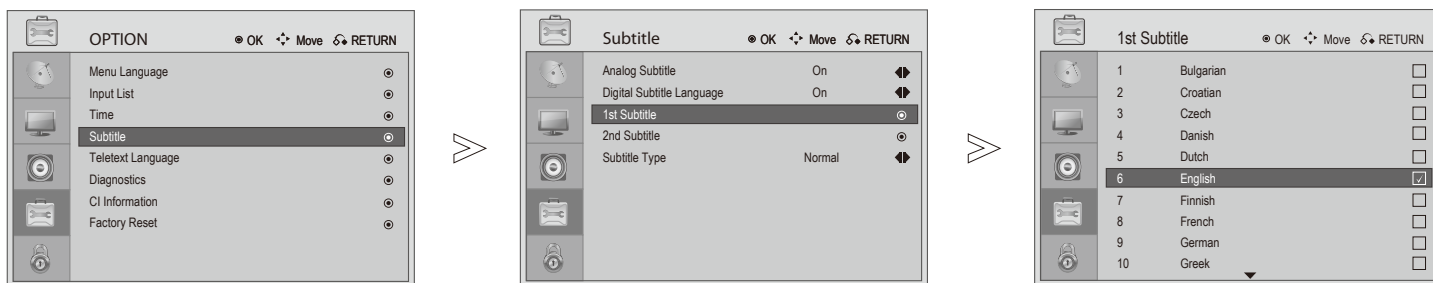 OPTION OK Move RETURN
Menu Language
Input List
Time
Subtitle
Teletext Language
Diagnostics
CI Information
Factory Reset
Subtitle OK Move RETURN
Analog Subtitle On
Digital Subtitle Language On
1st Subtitle
2nd Subtitle
Subtitle Type Normal
1st Subtitle OK Move RETURN
1 Bulgarian
2 Croatian
3 Czech
4 Danish
5 Dutch
6 English
7 Finnish
8 French
9 German
10 Greek